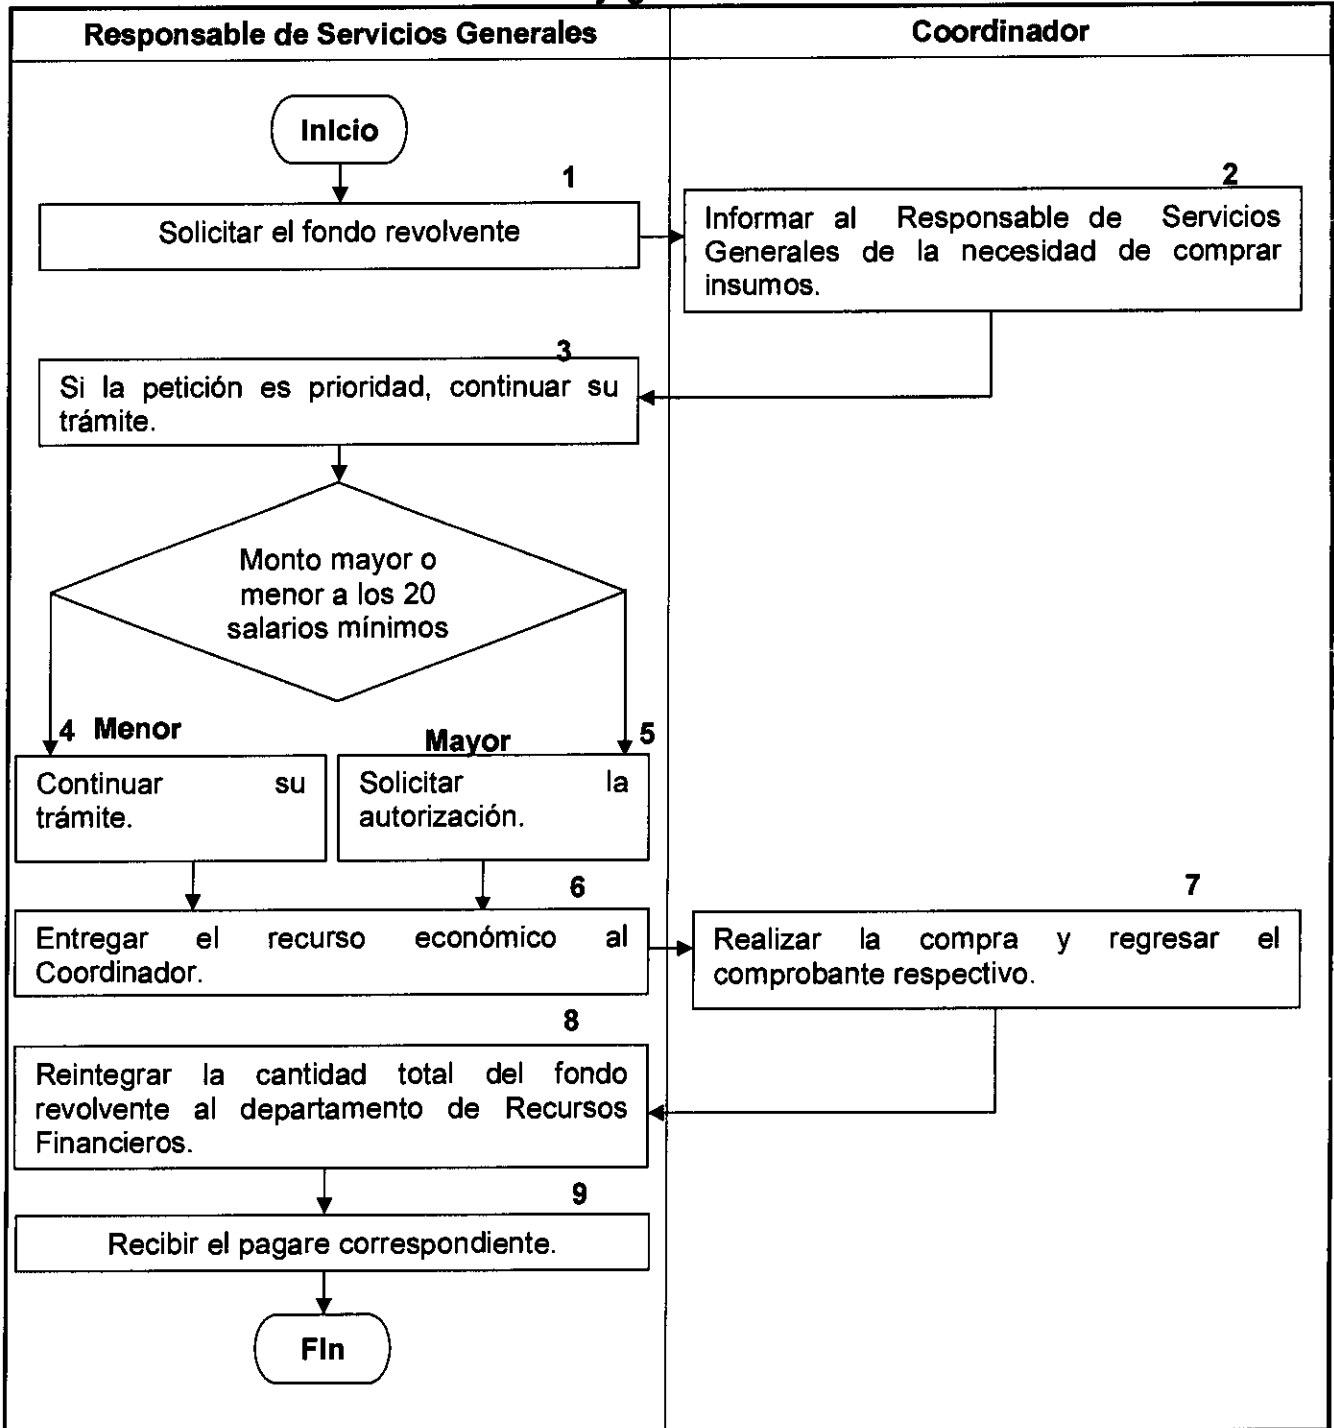 Responsable de Servicios Generales
Coordinador
Inicio
1
Solicitar el fondo revolvente
2
Informar al Responsable de Servicios
Generales de la necesidad de comprar
insumos.
3
Si la petición es prioridad, continuar su
trámite.
Monto mayor o
menor a los 20
salarios mínimos
4 Menor
Mayor 5
Continuar su
trámite.
Solicitar la
autorización.
6
Entregar el recurso económico al
Coordinador.
7
Realizar la compra y regresar el
comprobante respectivo.
8
Reintegrar la cantidad total del fondo
revolvente al departamento de Recursos
Financieros.
9
Recibir el pagare correspondiente.
Fin